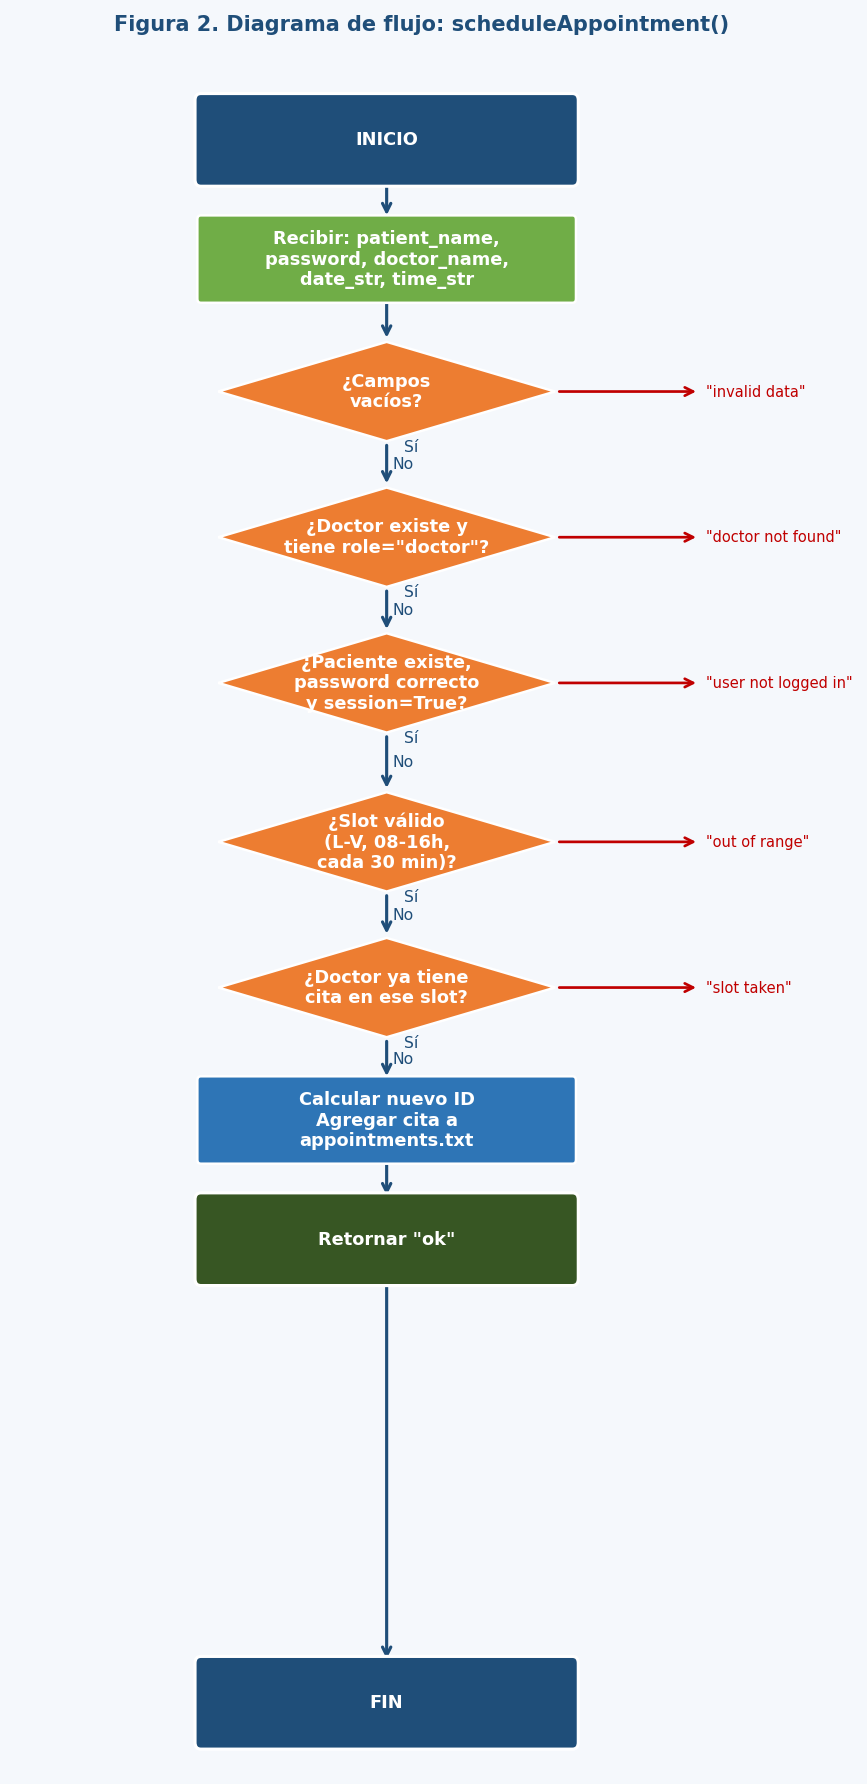 Figura 2. Diagrama de flujo: scheduleAppointment()
INICIO
Recibir: patient_name,
password, doctor_name,
date_str, time_str
¿Campos
vacíos?
"invalid data"
Sí
No
¿Doctor existe y
tiene role="doctor"?
"doctor not found"
Sí
No
¿Paciente existe,
password correcto
y session=True?
"user not logged in"
Sí
No
¿Slot válido
(L-V, 08-16h,
cada 30 min)?
"out of range"
Sí
No
¿Doctor ya tiene
cita en ese slot?
"slot taken"
Sí
No
Calcular nuevo ID
Agregar cita a
appointments.txt
Retornar "ok"
FIN